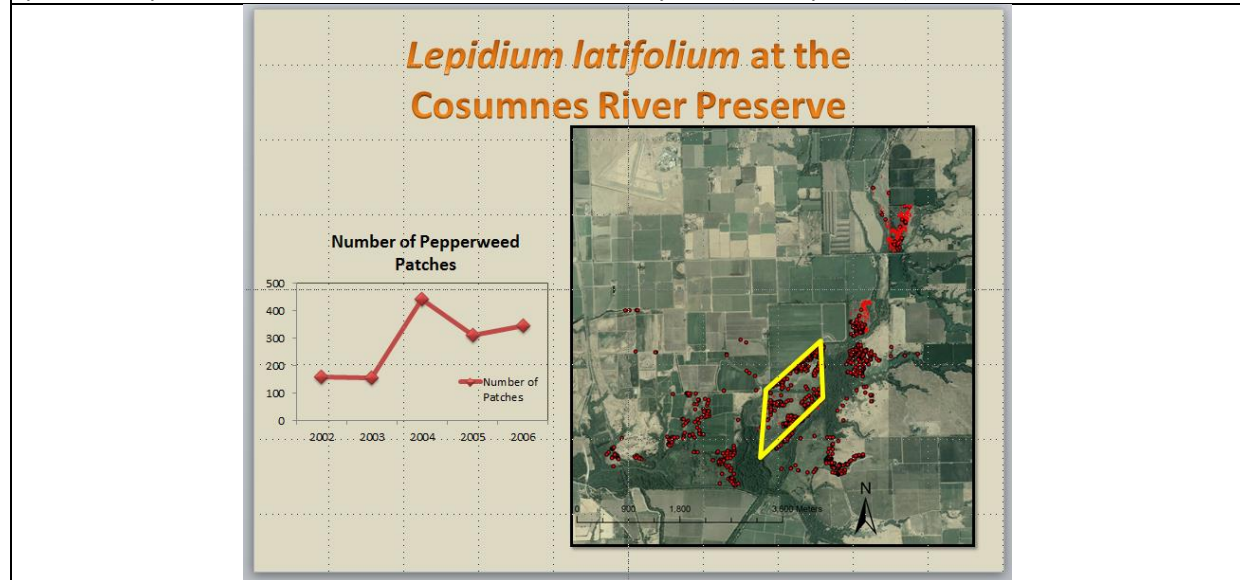 Lepidium latifolium at the
Cosumnes River Preserve
Number of Pepperweed
Patches
500
400
300
200
100
0
2002 2003 2004 2005 2006
Number of
Patches
N
0 900 1,800 3,600 Meters